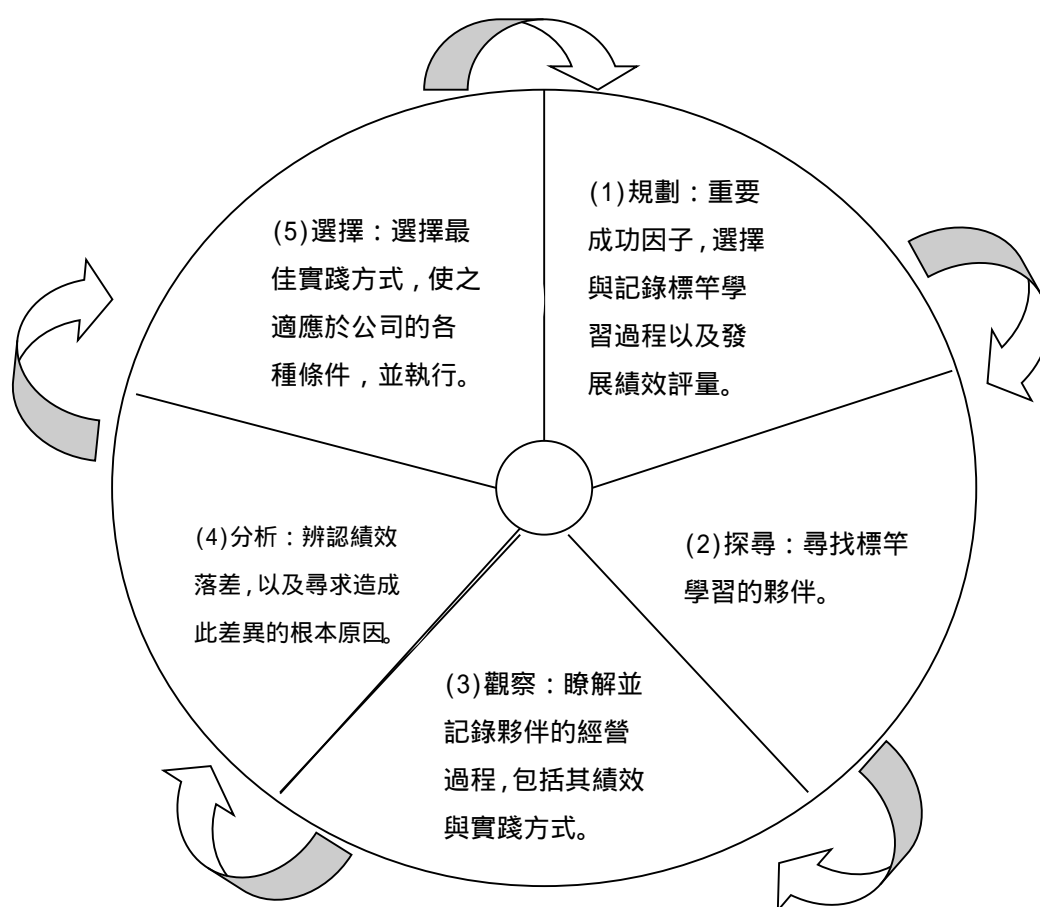 (1)規劃：重要
成功因子,選擇
與記錄標竿學
習過程以及發
展績效評量。
(2)探尋：尋找標竿
學習的夥伴。
(3)觀察：瞭解並
記錄夥伴的經營
過程,包括其績效
與實踐方式。
(4)分析：辨認績效
落差,以及尋求造成
此差異的根本原因。
(5)選擇：選擇最
佳實踐方式,使之
適應於公司的各
種條件,並執行。